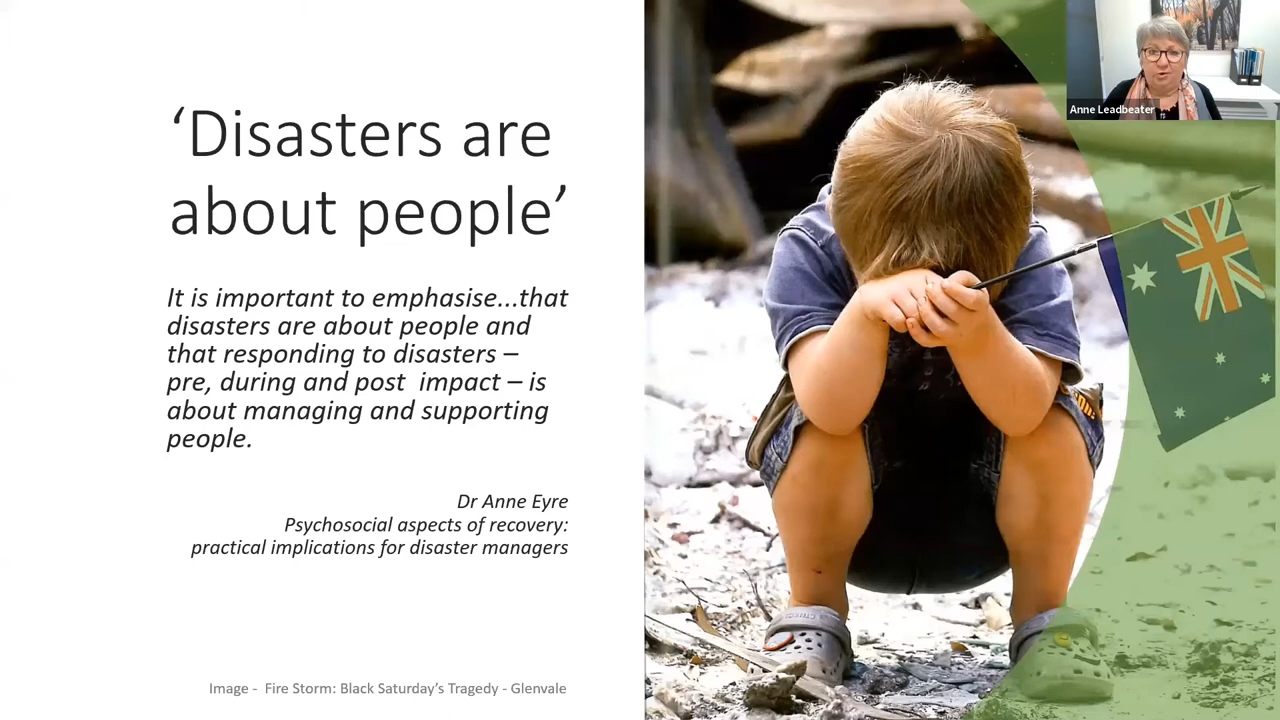 ‘Disasters are
about people’
It is important to emphasise...that
disasters are about people and
that responding to disasters –
pre, during and post  impact – is
about managing and supporting
people.
Dr Anne Eyre
Psychosocial aspects of recovery:
practical implications for disaster managers
Image -  Fire Storm: Black Saturday’s Tragedy - Glenvale
Anne Leadbeater